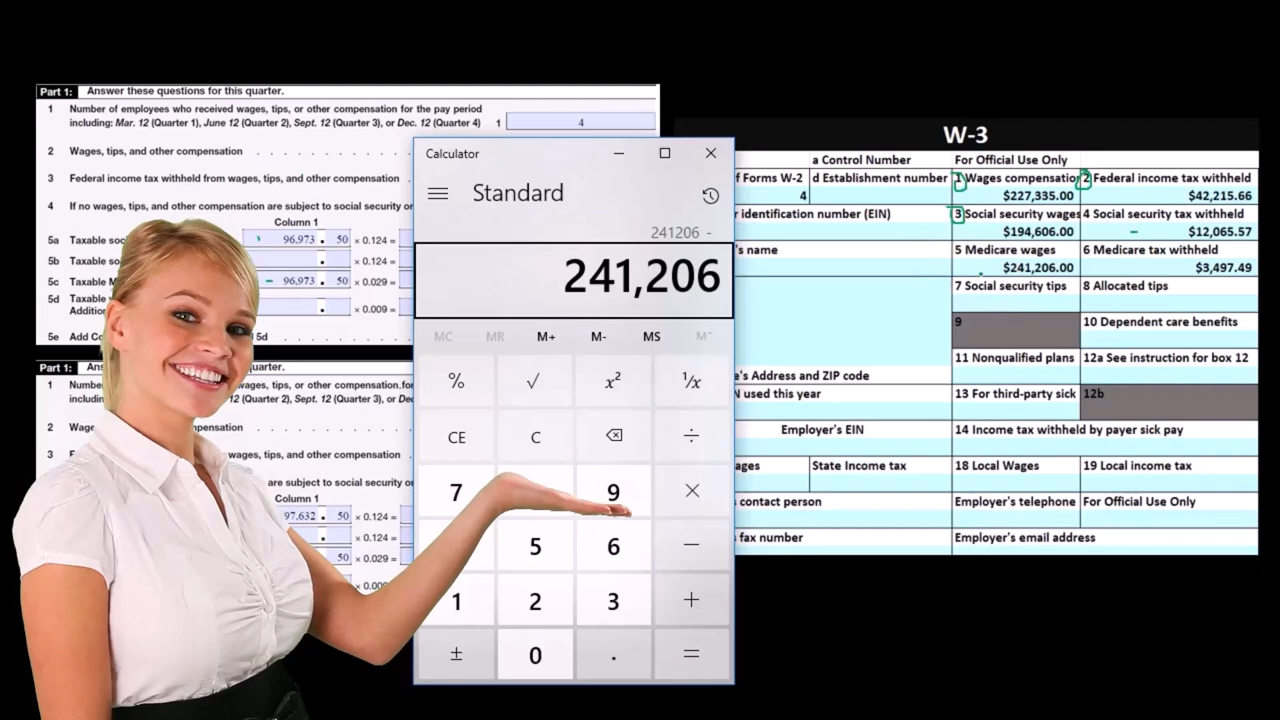 Part 1: Answer these questions for this quarter.
1 Number of employees who received wages, tips, or other compensation for the pay period
including: Mar. 12 (Quarter 1), June 12 (Quarter 2), Sept. 12 (Quarter 3), or Dec. 12 (Quarter 4) 1 4
2 Wages, tips, and other compensation . . . . . . . . .
3 Federal income tax withheld from wages, tips, and other compensation .
4 If no wages, tips, and other compensation are subject to social security or
Column 1
5a Taxable soc 96,973 . 50 × 0.124 =
5b Taxable so . × 0.124 =
5c Taxable M 96,973 . 50 × 0.029 =
5d Taxable
Addition . × 0.009 =
5e Add Co 5d . . . . . . .
Part 1: Ans uarter.
1 Numbe wages, tips, or other compensation for
includin 12 (Quarter 2), Sept. 12 (Quarter 3), or Dec
2 Wage mpensation . . . . . . .
3 F wages, tips, and other compensation .
are subject to social security or
Column 1
97,632 . 50 × 0.124 =
. × 0.124 =
50 × 0.029 =
× 0.009
Calculator
Standard
241206 -
241,206
MC MR M+ M- MS
% √ x² ¹/x
CE C ÷
7 9 ×
5 6 −
1 2 3 +
± 0 . =
W-3
a Control Number For Official Use Only
f Forms W-2 d Establishment number 1 Wages compensation 2 Federal income tax withheld
4 $227,335.00 $42,215.66
r identification number (EIN) 3 Social security wages 4 Social security tax withheld
$194,606.00 $12,065.57
's name 5 Medicare wages 6 Medicare tax withheld
$241,206.00 $3,497.49
7 Social security tips 8 Allocated tips
9 10 Dependent care benefits
11 Nonqualified plans 12a See instruction for box 12
's Address and ZIP code
N used this year 13 For third-party sick 12b
Employer's EIN 14 Income tax withheld by payer sick pay
ages State Income tax 18 Local Wages 19 Local income tax
s contact person Employer's telephone For Official Use Only
s fax number Employer's email address